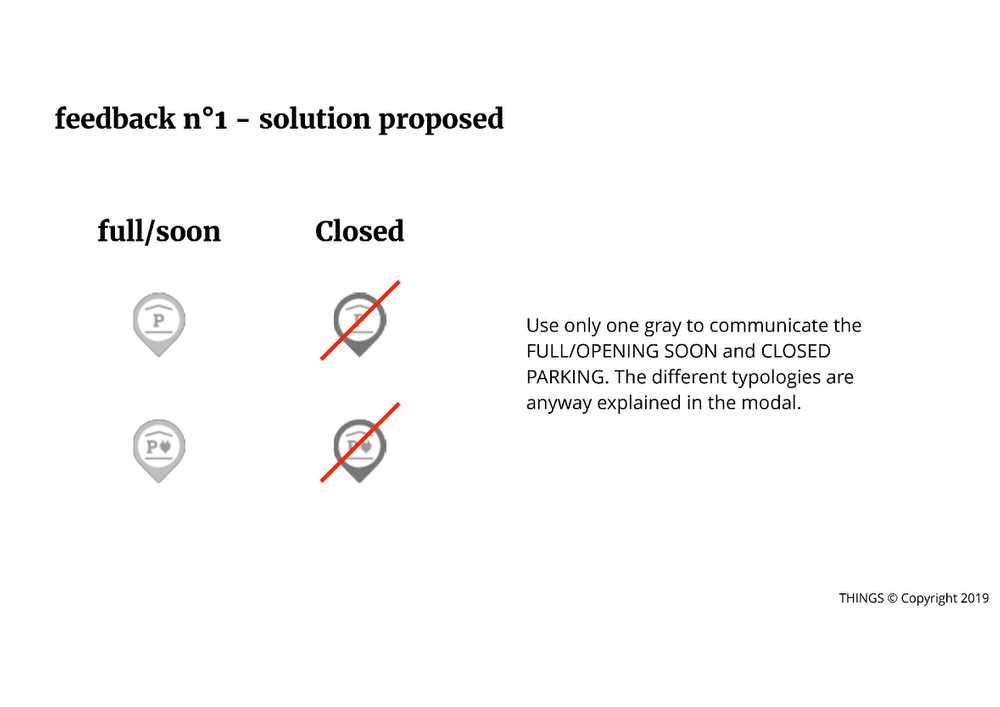 feedback n°1 - solution proposed
full/soon
Closed
P
P
P
P
Use only one gray to communicate the
FULL/OPENING SOON and CLOSED
PARKING. The different typologies are
anyway explained in the modal.
THINGS © Copyright 2019